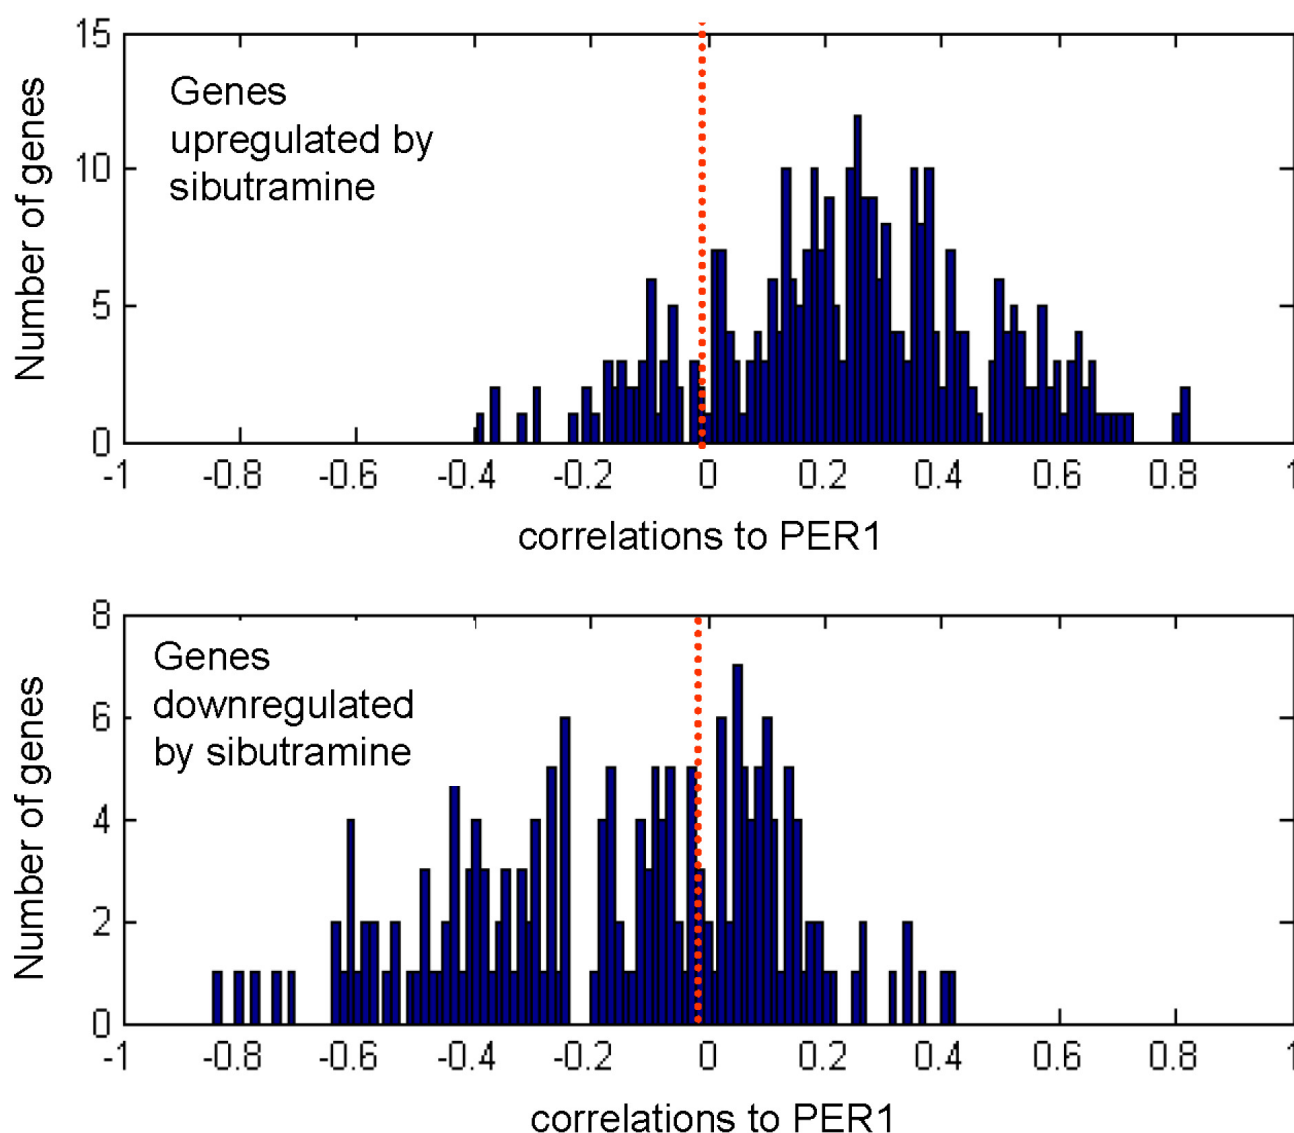 15
10
5
0
Number of genes
Genes
upregulated by
sibutramine
-1 -0.8 -0.6 -0.4 -0.2 0 0.2 0.4 0.6 0.8 1
correlations to PER1
8
6
4
2
0
Number of genes
Genes
downregulated
by sibutramine
-1 -0.8 -0.6 -0.4 -0.2 0 0.2 0.4 0.6 0.8 1
correlations to PER1